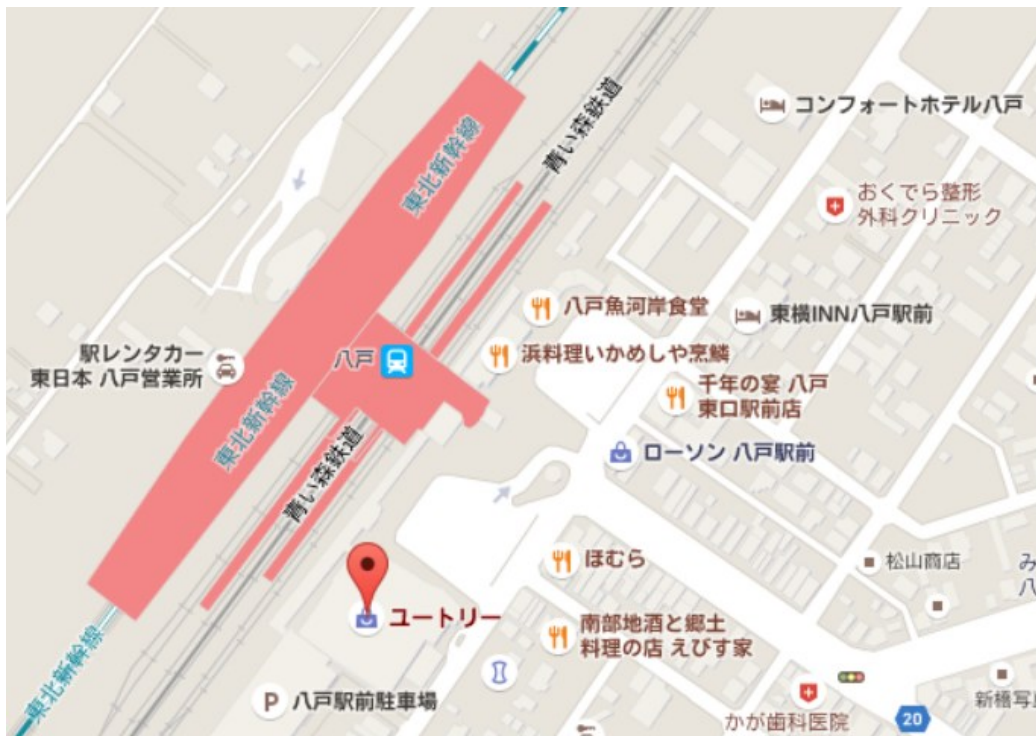 コンフォートホテル八戸
青い森鉄道
東北新幹線
おくでら整形
外科クリニック
八戸魚河岸食堂
東横INN八戸駅前
駅レンタカー
東日本 八戸営業所
八戸
浜料理いかめしや烹鱗
千年の宴 八戸
東口駅前店
東北新幹線
青い森鉄道
ローソン 八戸駅前
ほむら
松山商店
み
八
ユートリー
南部地酒と郷土
料理の店 えびす家
東北新幹線
P
八戸駅前駐車場
かが歯科医院
20
新橋写真